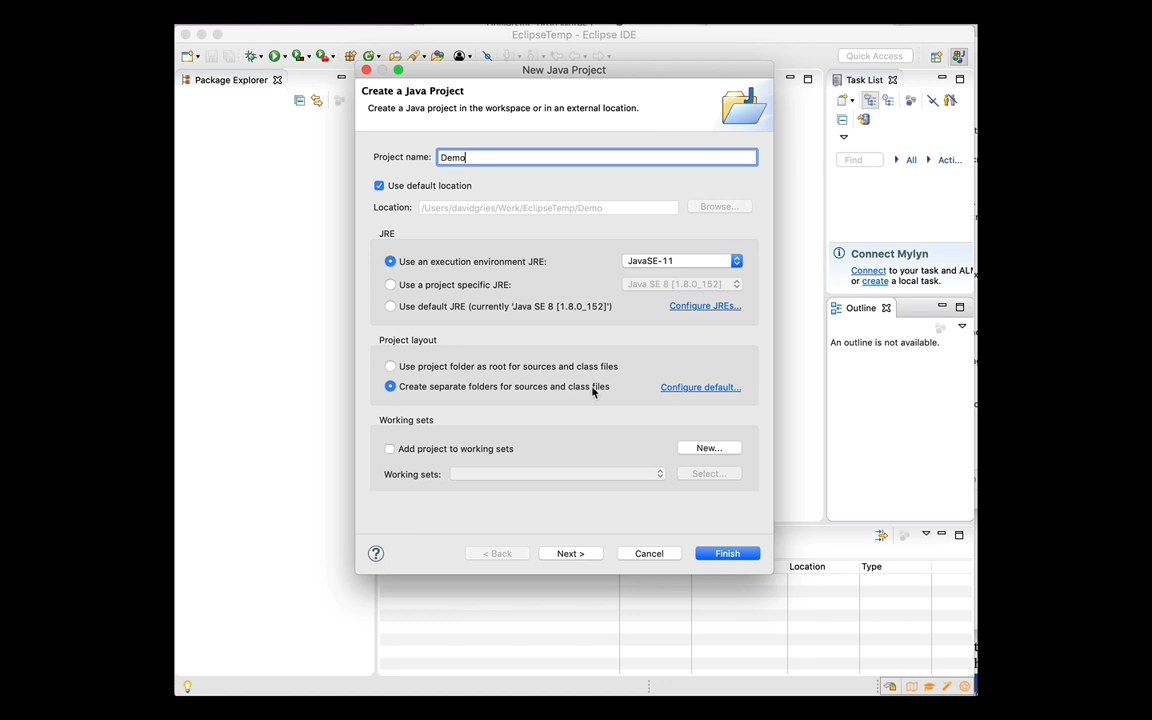 EclipseTemp - Eclipse IDE
Quick Access
Package Explorer
New Java Project
Create a Java Project
Create a Java project in the workspace or in an external location.
Project name: Demo
Use default location
Location: /Users/davidgries/Work/EclipseTemp/Demo Browse...
JRE
Use an execution environment JRE: JavaSE-11
Use a project specific JRE: Java SE 8 [1.8.0_152]
Use default JRE (currently 'Java SE 8 [1.8.0_152]') Configure JREs...
Project layout
Use project folder as root for sources and class files
Create separate folders for sources and class files Configure default...
Working sets
Add project to working sets New...
Working sets: Select...
? < Back Next > Cancel Finish
Task List
Find All Acti...
Connect Mylyn
Connect to your task and ALM
or create a local task.
Outline
An outline is not available.
Location Type